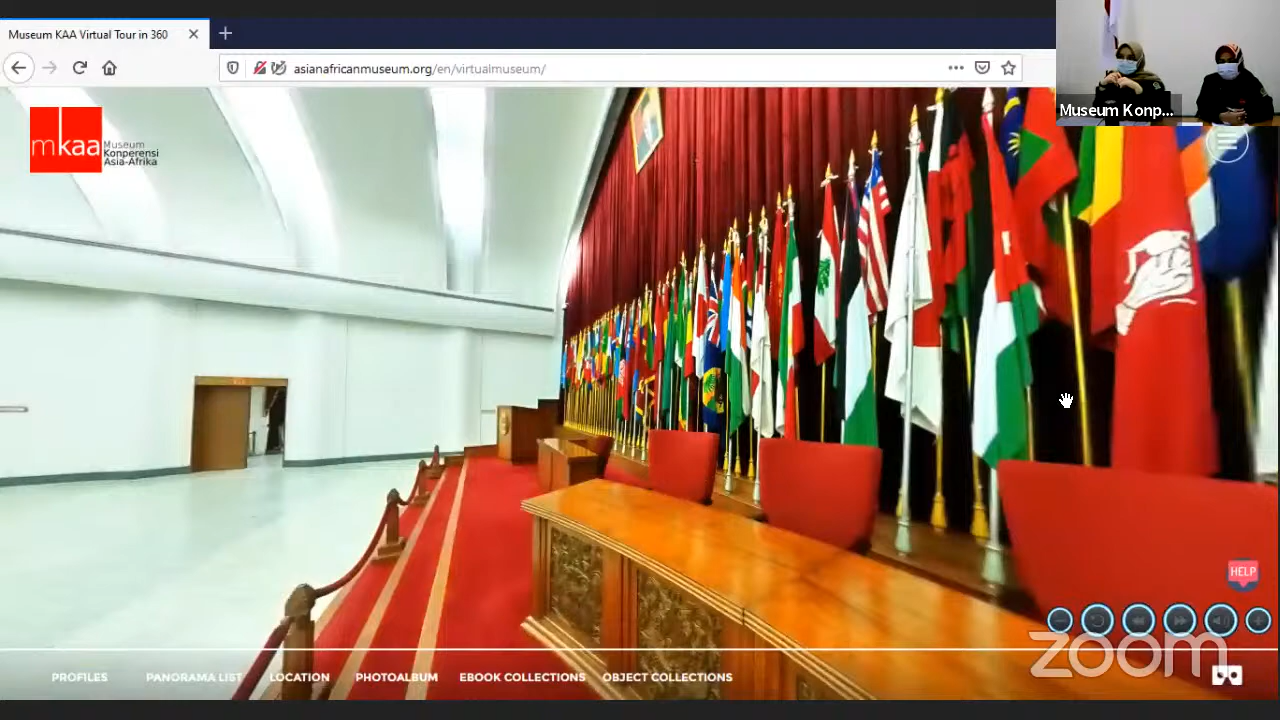 Museum KAA Virtual Tour in 360
asianafricanmuseum.org/en/virtualmuseum/
Museum Konp...
mkaa Museum
Konperensi
Asia-Afrika
HELP
zoom
PROFILES PANORAMA LIST LOCATION PHOTOALBUM EBOOK COLLECTIONS OBJECT COLLECTIONS